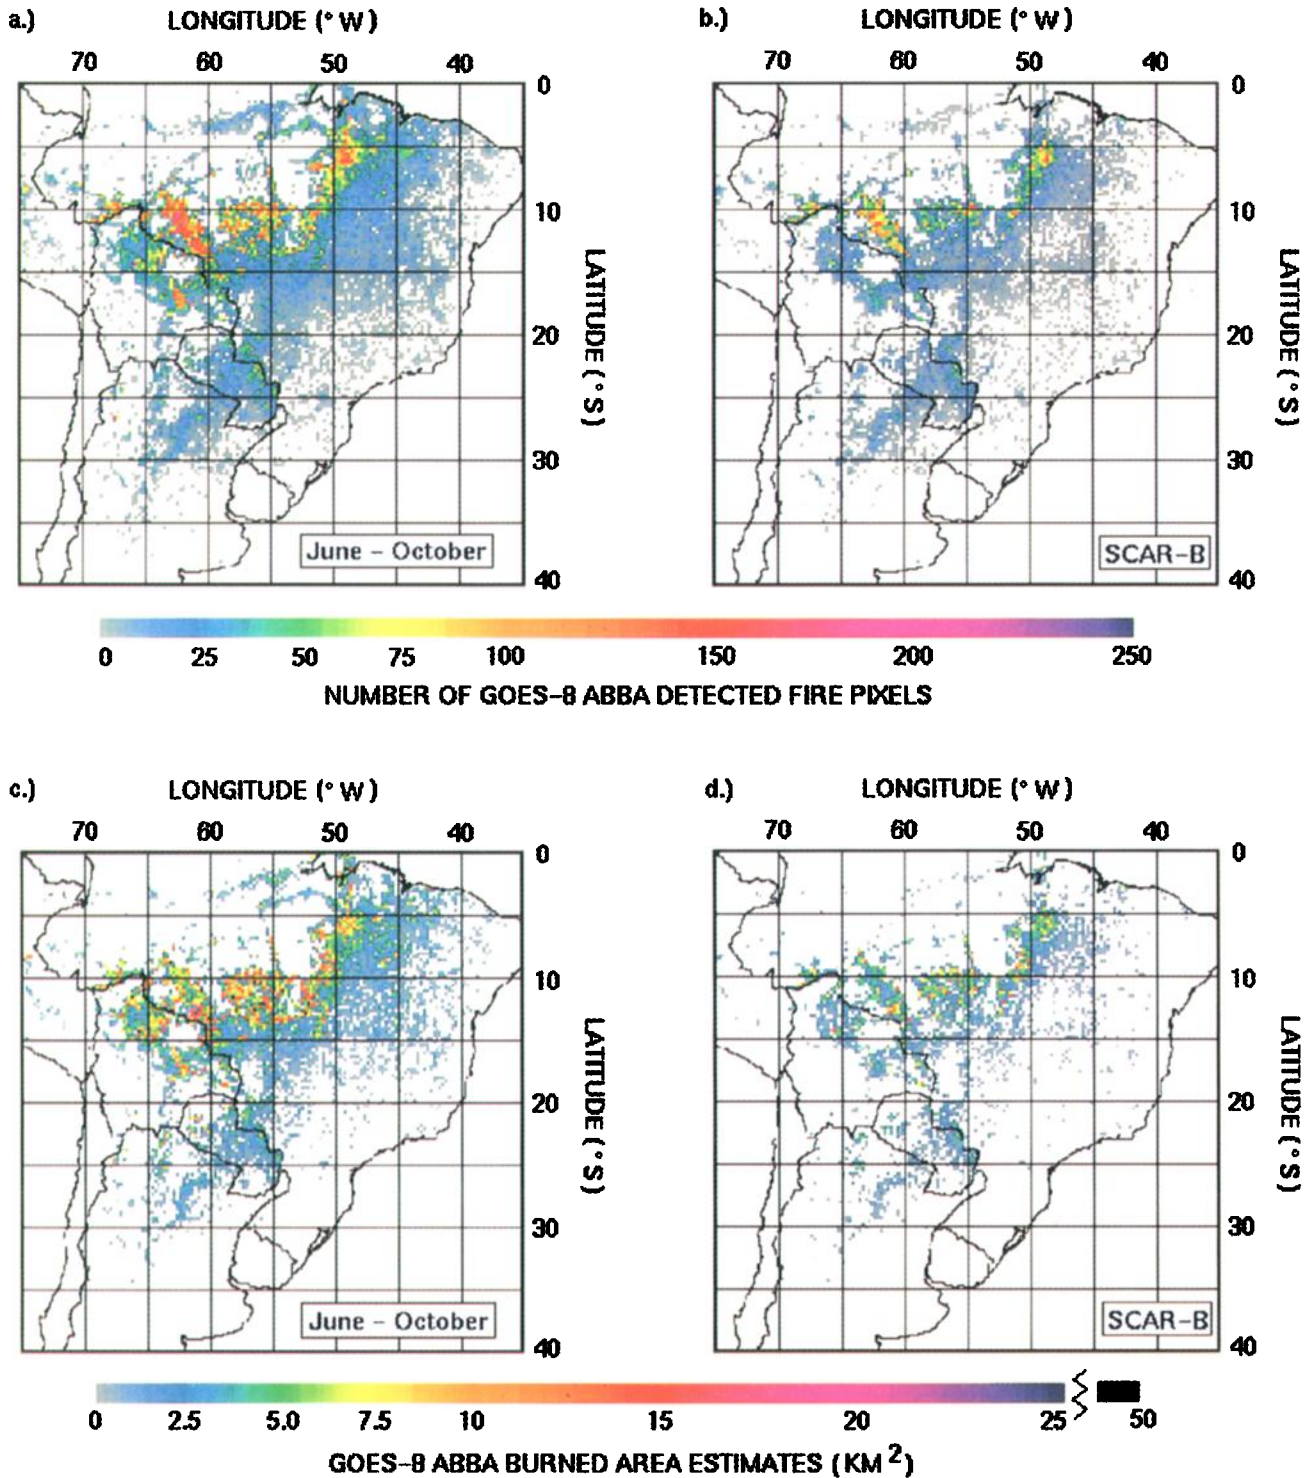 a.)
LONGITUDE (° W)
70 60 50 40
0
10
20
30
40
LATITUDE (° S)
June – October
b.)
LONGITUDE (° W)
70 60 50 40
0
10
20
30
40
LATITUDE (° S)
SCAR–B
0 25 50 75 100 150 200 250
NUMBER OF GOES–8 ABBA DETECTED FIRE PIXELS
c.)
LONGITUDE (° W)
70 60 50 40
0
10
20
30
40
LATITUDE (° S)
June – October
d.)
LONGITUDE (° W)
70 60 50 40
0
10
20
30
40
LATITUDE (° S)
SCAR–B
0 2.5 5.0 7.5 10 15 20 25 50
GOES–8 ABBA BURNED AREA ESTIMATES (KM²)